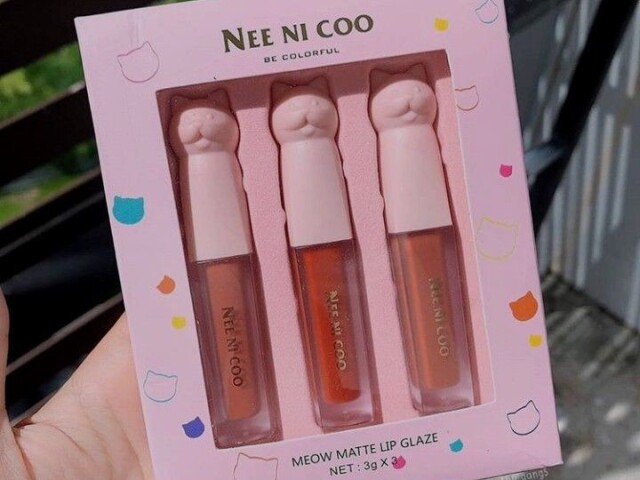 NEE NI COO
BE COLORFUL
NEE NI COO
NEE NI COO
NEE NI COO
MEOW MATTE LIP GLAZE
NET : 3g X 3